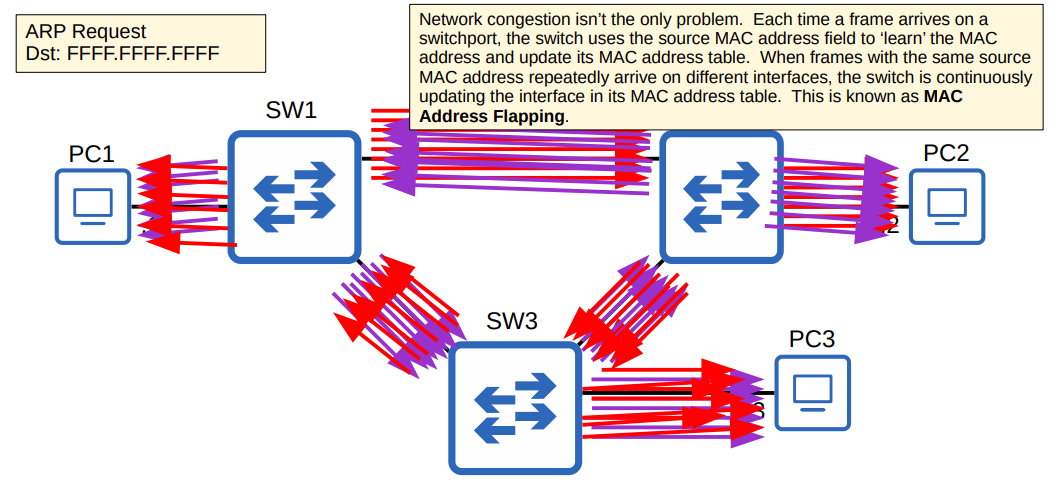 ARP Request
Dst: FFFF.FFFF.FFFF
Network congestion isn’t the only problem.  Each time a frame arrives on a
switchport, the switch uses the source MAC address field to ‘learn’ the MAC
address and update its MAC address table.  When frames with the same source
MAC address repeatedly arrive on different interfaces, the switch is continuously
updating the interface in its MAC address table.  This is known as MAC
Address Flapping.
SW1
PC1
PC2
SW3
PC3